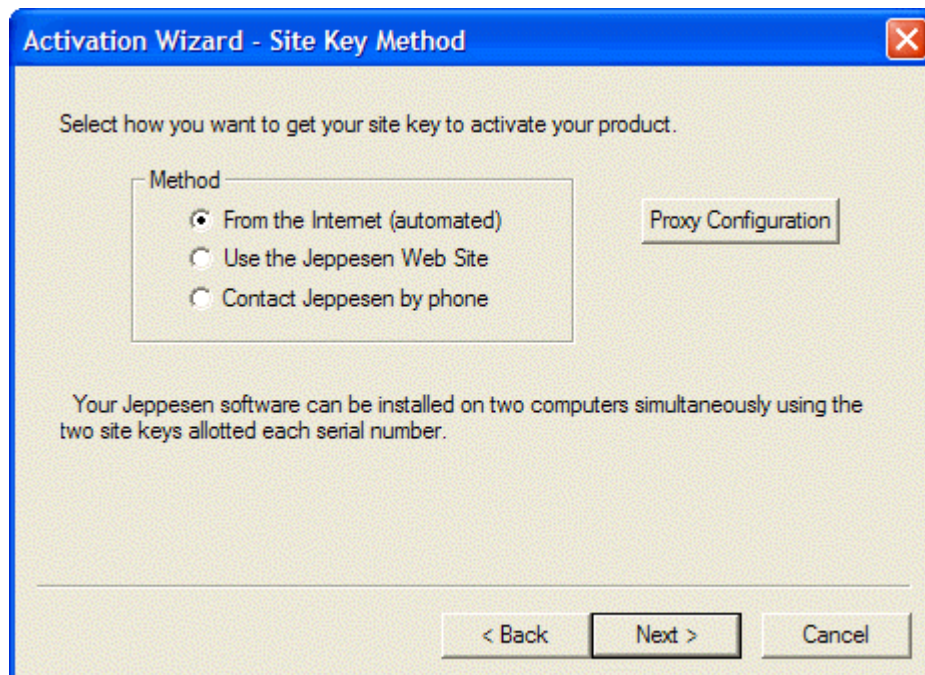 Activation Wizard - Site Key Method
Select how you want to get your site key to activate your product.
Method
From the Internet (automated)
Proxy Configuration
Use the Jeppesen Web Site
Contact Jeppesen by phone
Your Jeppesen software can be installed on two computers simultaneously using the
two site keys allotted each serial number.
< Back
Next >
Cancel